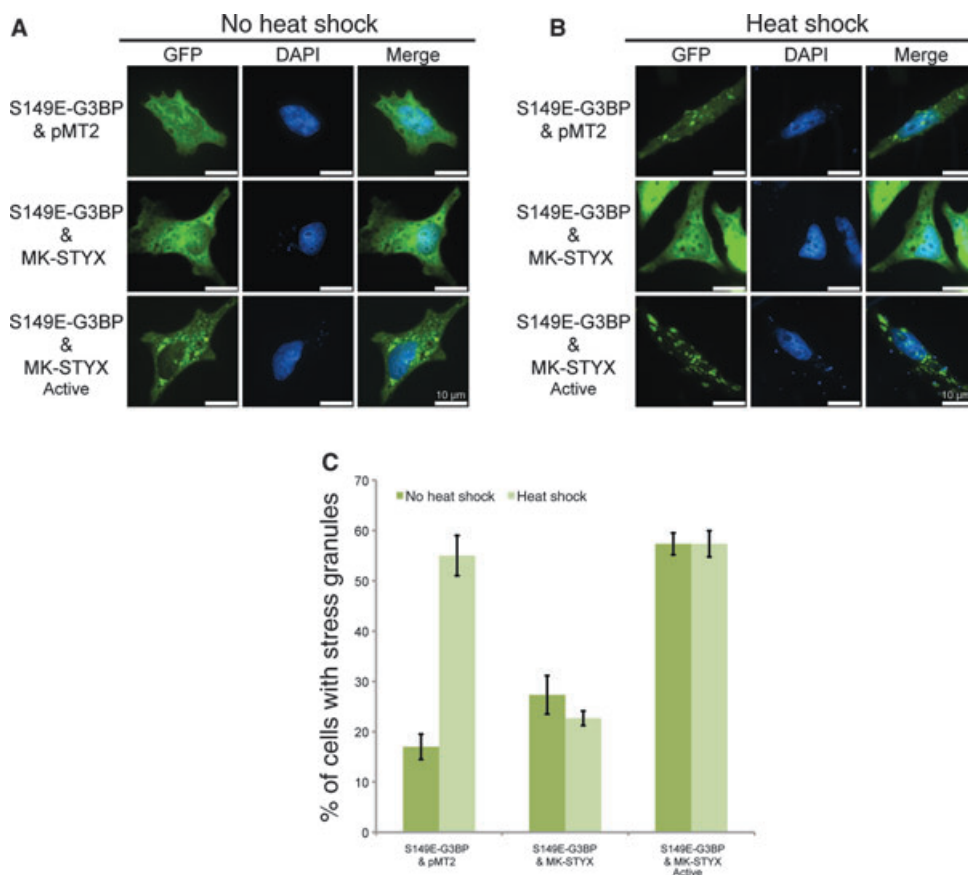 A
No heat shock
GFP
DAPI
Merge
S149E-G3BP
& pMT2
S149E-G3BP
&
MK-STYX
S149E-G3BP
&
MK-STYX
Active
10 µm
B
Heat shock
GFP
DAPI
Merge
S149E-G3BP
& pMT2
S149E-G3BP
&
MK-STYX
S149E-G3BP
&
MK-STYX
Active
10 µm
C
% of cells with stress granules
70
60
50
40
30
20
10
0
No heat shock
Heat shock
S149E-G3BP
& pMT2
S149E-G3BP
& MK-STYX
S149E-G3BP
& MK-STYX
Active